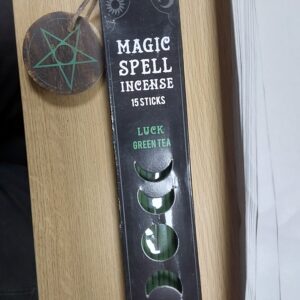 MAGIC
SPELL
INCENSE
15 STICKS
LUCK
GREEN TEA